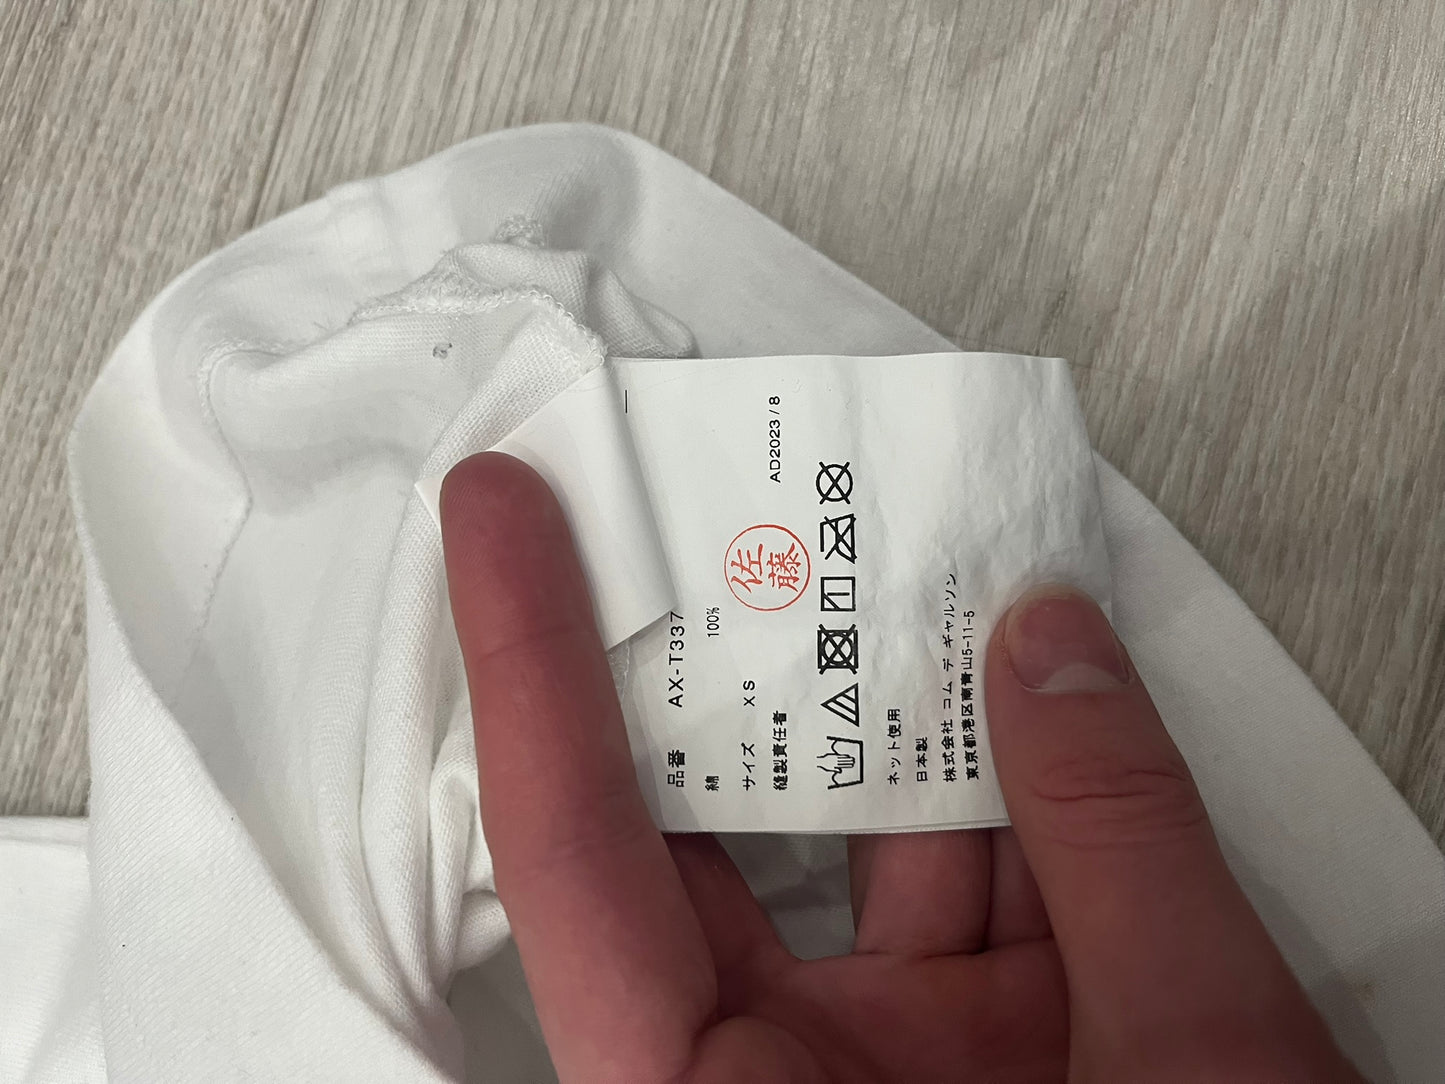 品番 AX-T337
綿 100%
サイズ XS
縫製責任者 佐藤
AD2023/8
ネット使用
日本製
株式会社 コム デ ギャルソン
東京都港区南青山5-11-5